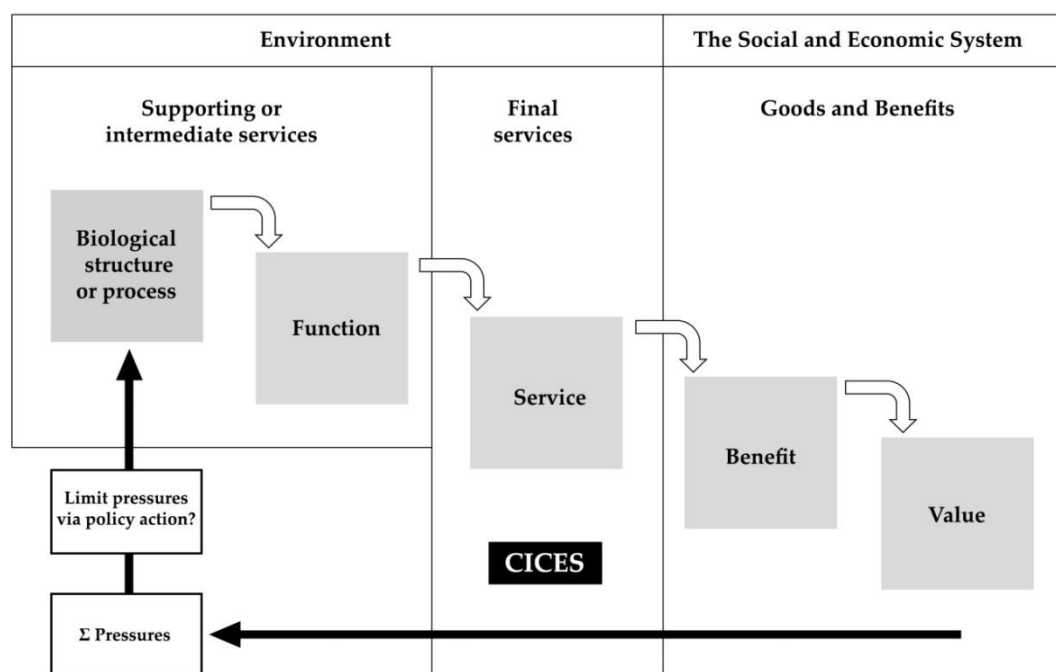 Environment
The Social and Economic System
Supporting or
intermediate services
Final
services
Goods and Benefits
Biological
structure
or process
Function
Service
Benefit
Value
Limit pressures
via policy action?
CICES
Σ Pressures